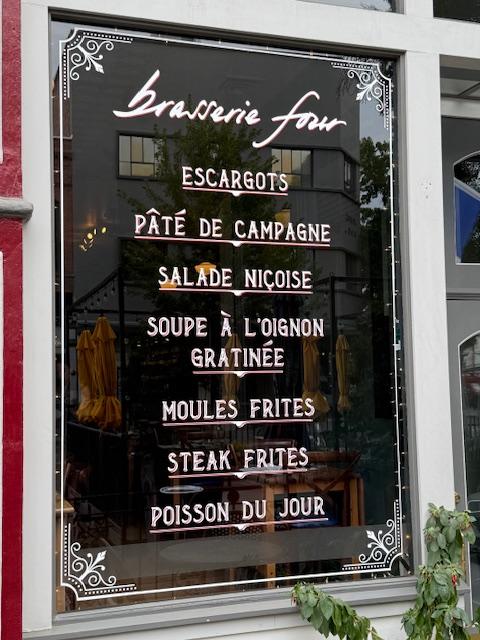 brasserie four
ESCARGOTS
PÂTÉ DE CAMPAGNE
SALADE NIÇOISE
SOUPE À L'OIGNON
GRATINÉE
MOULES FRITES
STEAK FRITES
POISSON DU JOUR